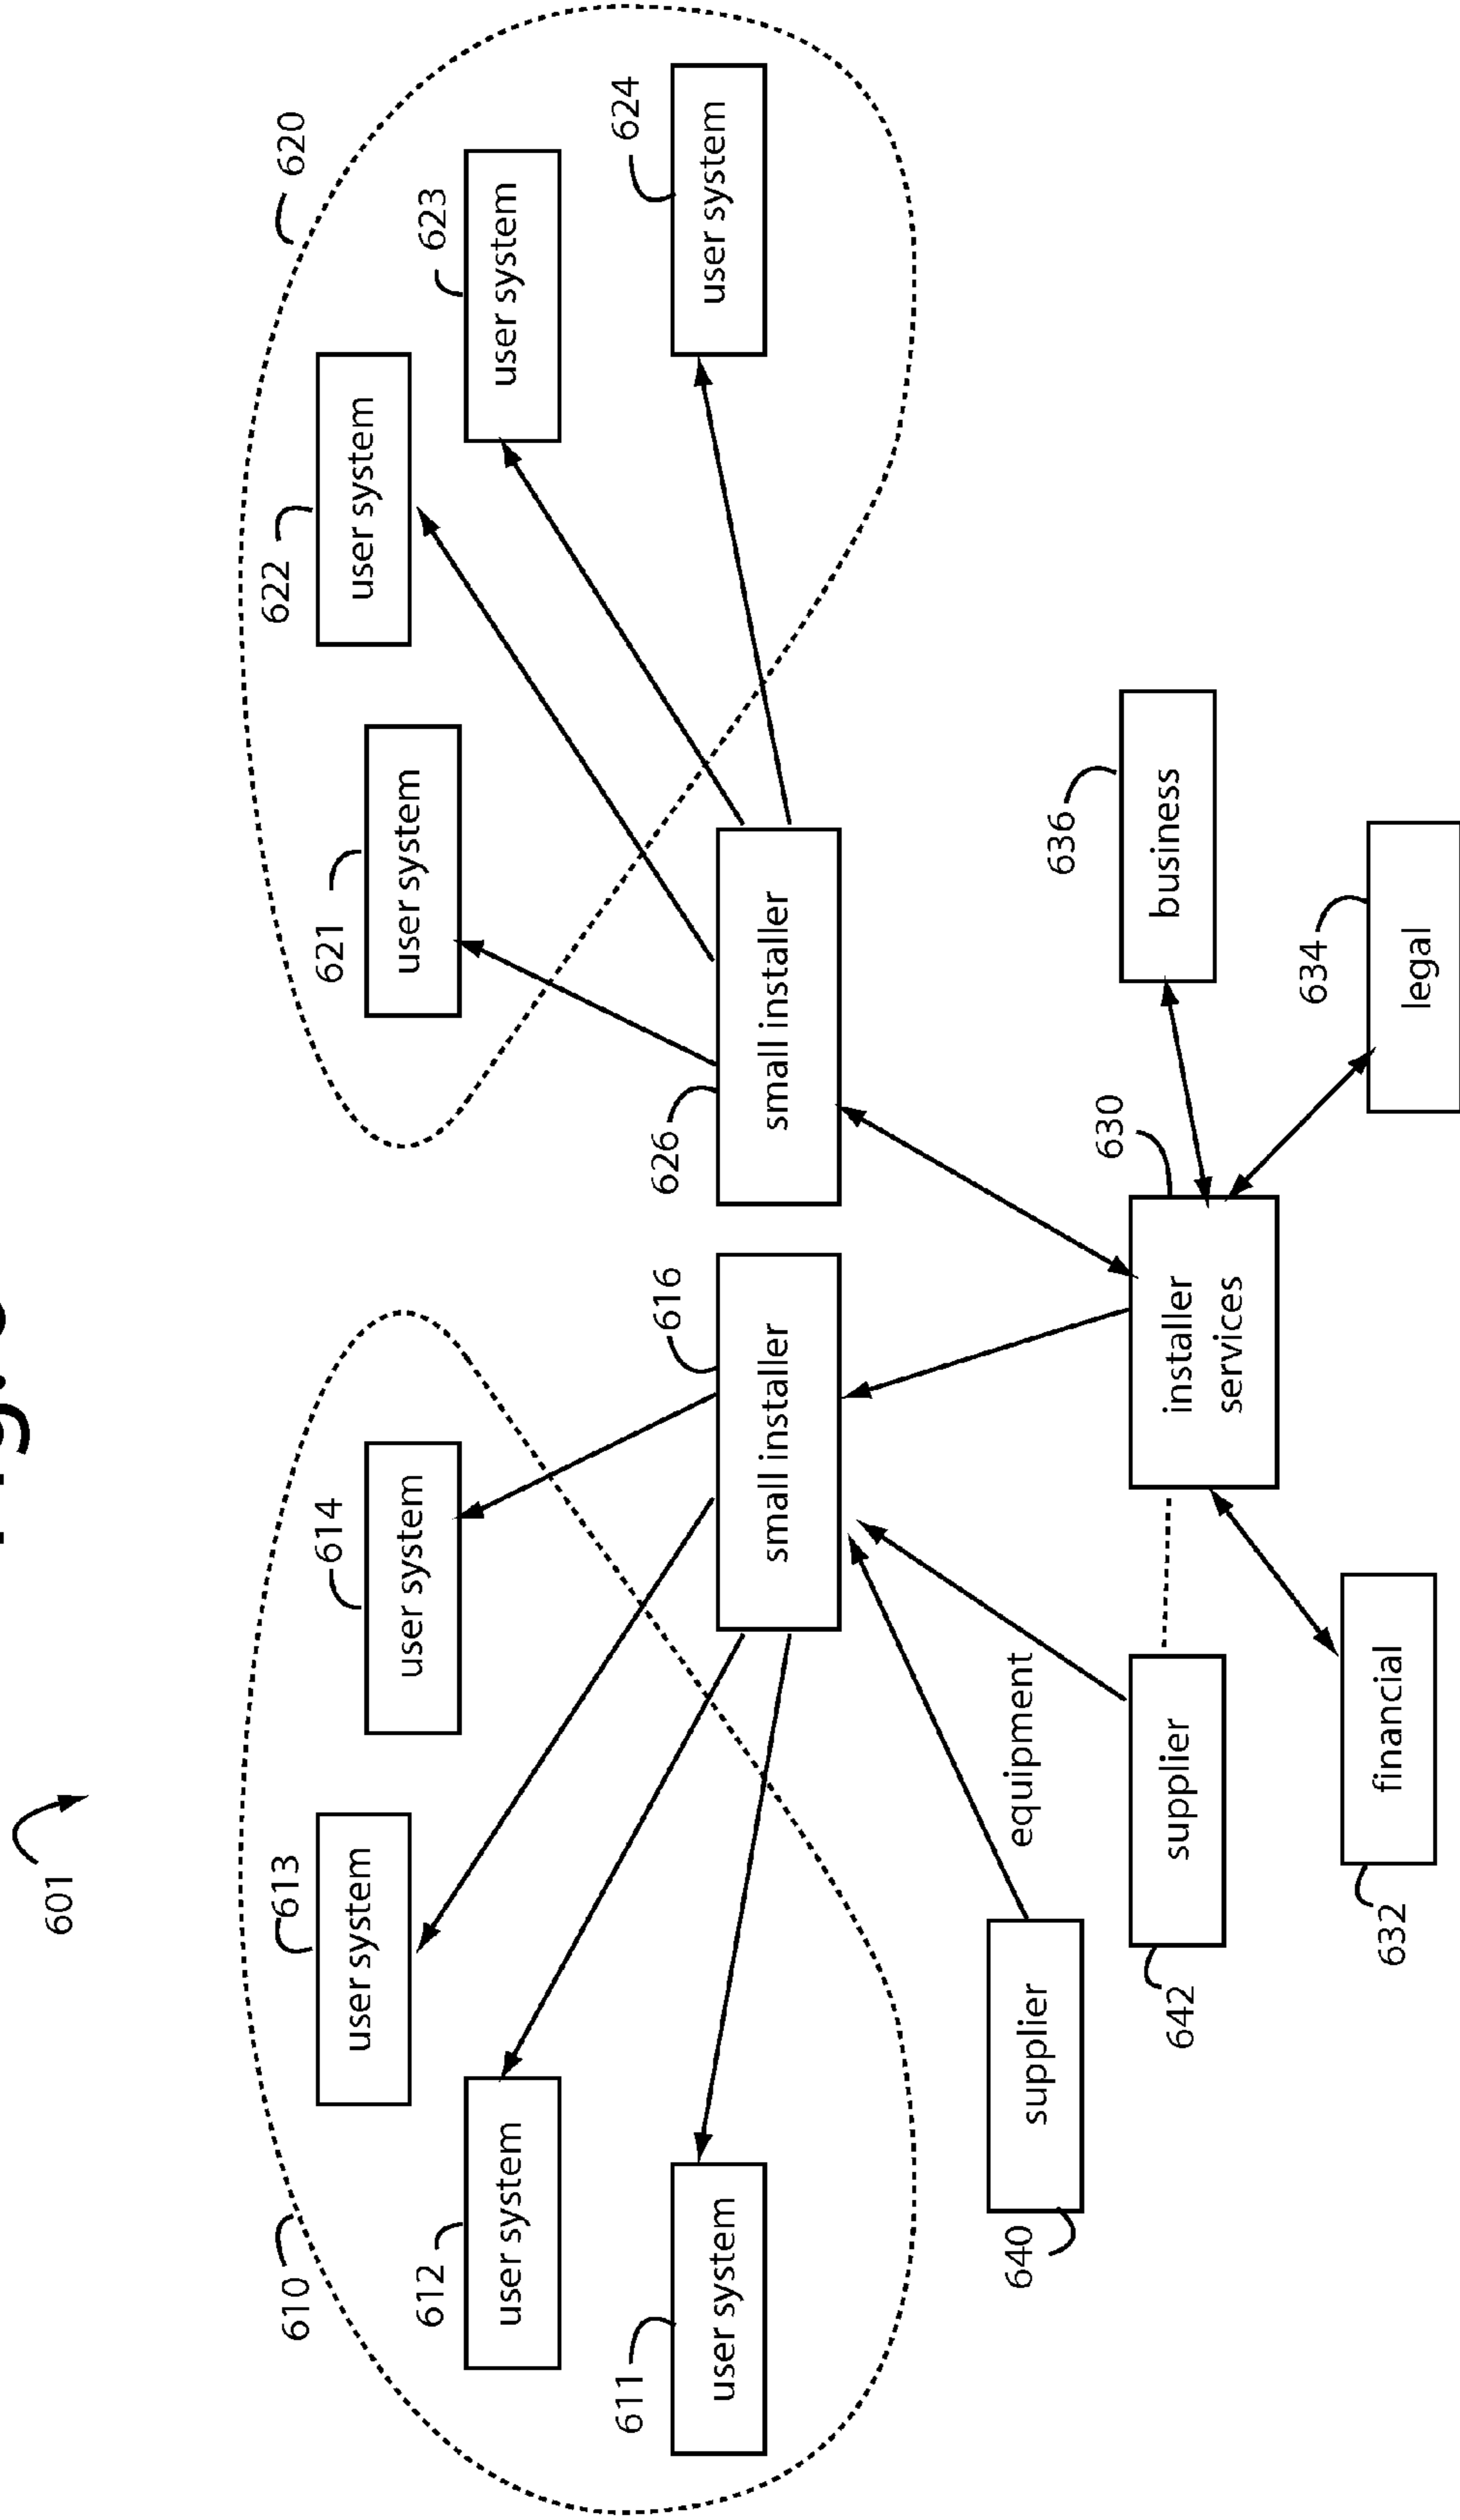 601
610
613
622
620
614
621
user system
user system
user system
user system
612
623
user system
user system
611
624
616
626
user system
user system
small installer
small installer
640
equipment
supplier
636
630
642
supplier
installer
services
business
634
632
financial
legal